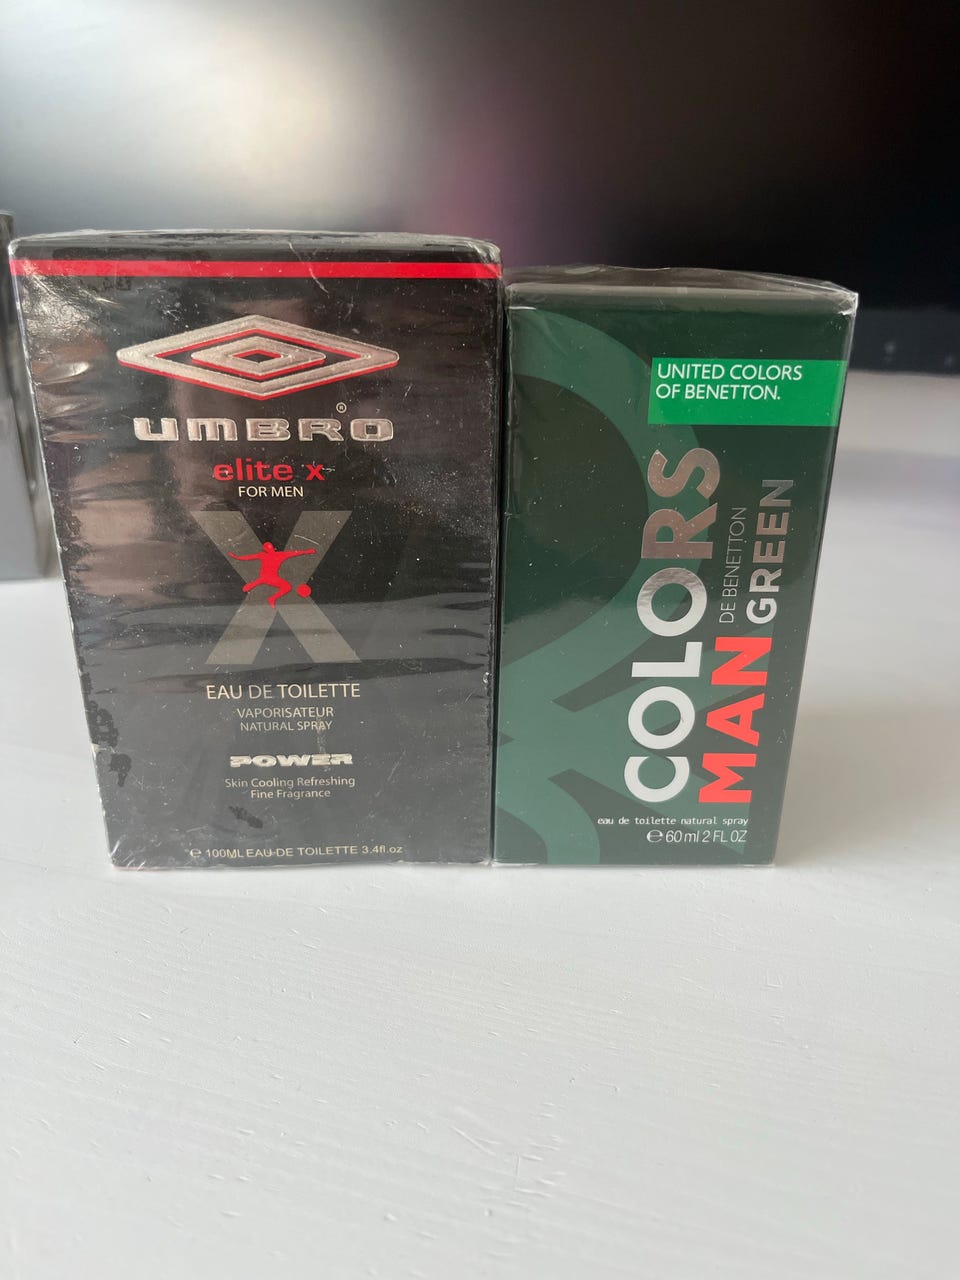 UMBRO®
elite x
FOR MEN
X
EAU DE TOILETTE
VAPORISATEUR
NATURAL SPRAY
POWER
Skin Cooling Refreshing
Fine Fragrance
℮ 100ML EAU-DE TOILETTE 3.4fl.oz
UNITED COLORS
OF BENETTON.
COLORS
DE BENETTON
MAN GREEN
eau de toilette natural spray
℮ 60 ml 2 FL OZ